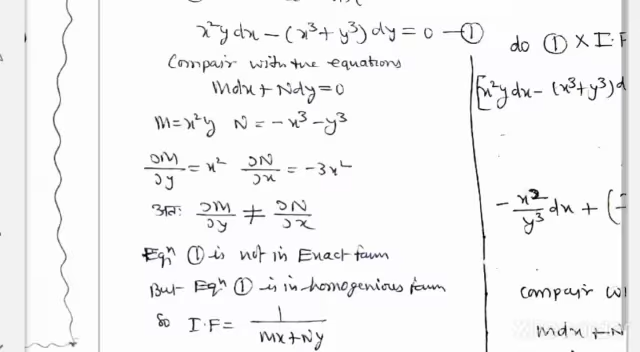 x²y dx - (x³+y³) dy = 0 —①
Compair with the equations
Mdx + Ndy = 0
M = x²y N = -x³ - y³
∂M/∂y = x² ∂N/∂x = -3x²
अतः ∂M/∂y ≠ ∂N/∂x
Eqⁿ ① is not in Exact form
But Eqⁿ ① is in homogenious form
So I.F = 1/(Mx+Ny)
do ① X I.F
[x²y dx - (x³+y³) d
-x²/y³ dx + (
compair wi
mdx + N